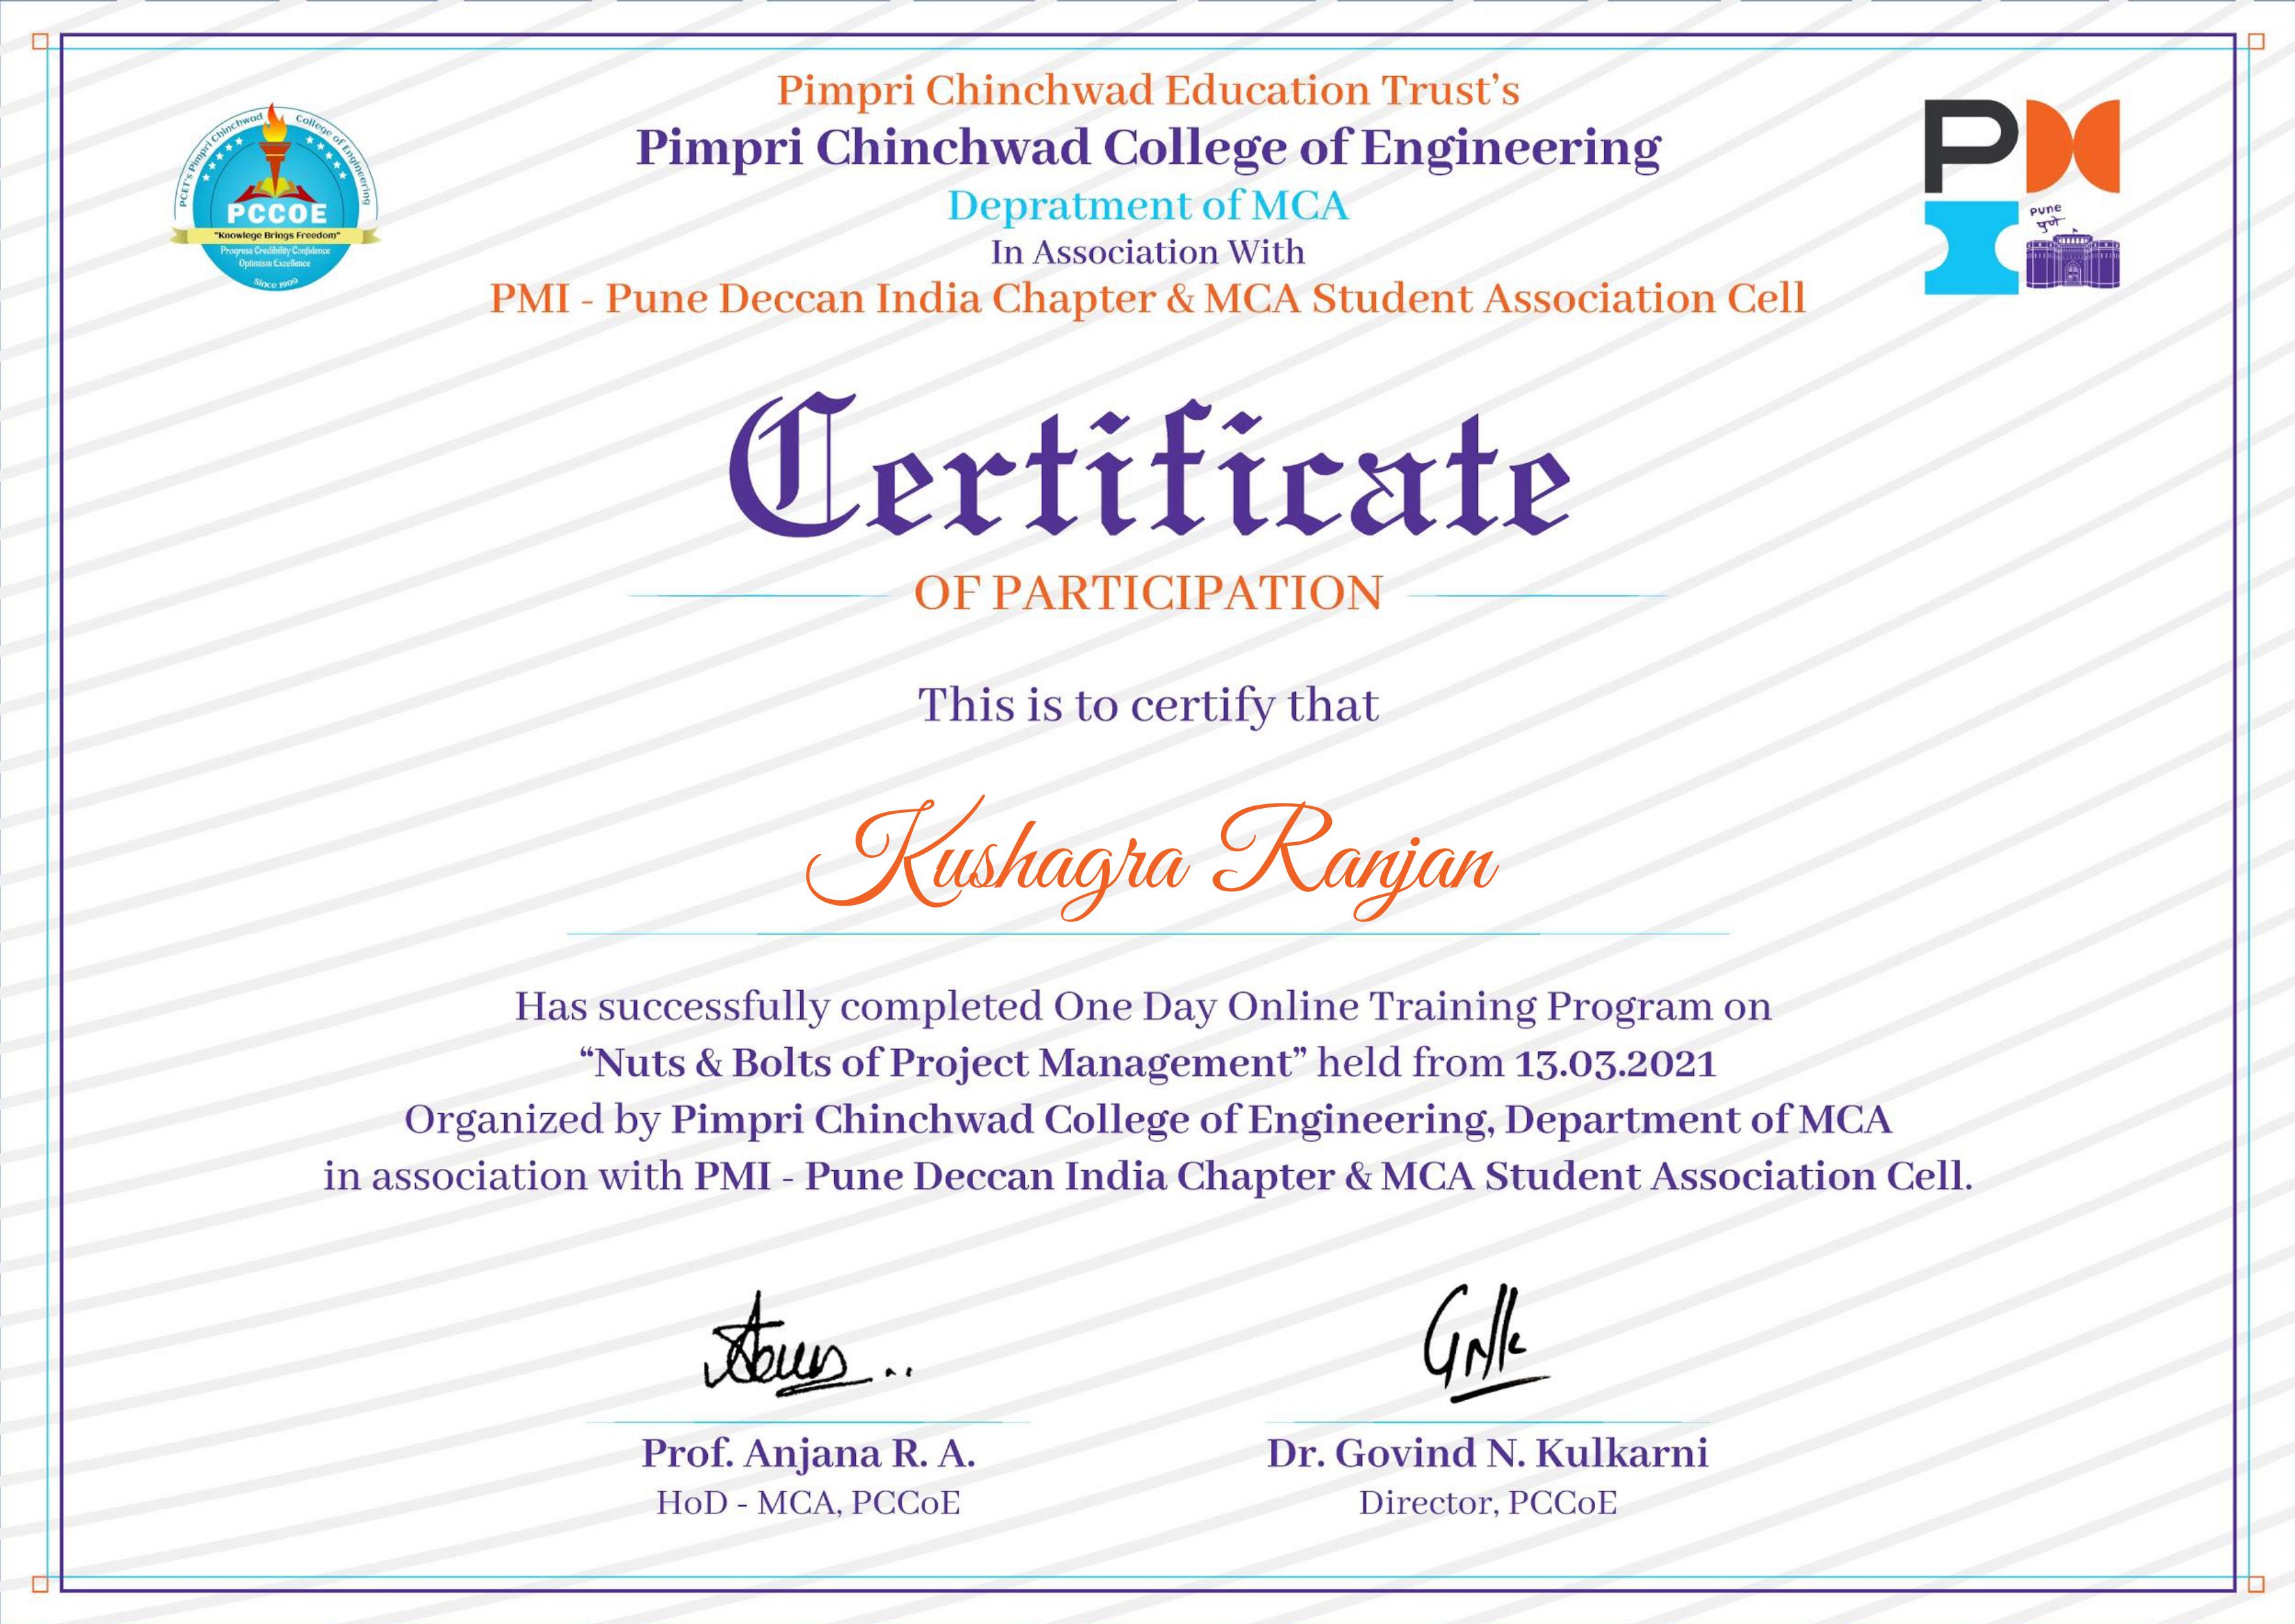 Pimpri Chinchwad Education Trust's
Pimpri Chinchwad College of Engineering
Depratment of MCA
In Association With
PMI - Pune Deccan India Chapter & MCA Student Association Cell
PCET's Pimpri Chinchwad College of Engineering
PCCOE
"Knowlege Brings Freedom"
Progress Credibility Confidence
Optimism Excellence
Since 1999
PMI
Pune
पुणे
Certificate
OF PARTICIPATION
This is to certify that
Kushagra Ranjan
Has successfully completed One Day Online Training Program on
“Nuts & Bolts of Project Management” held from 13.03.2021
Organized by Pimpri Chinchwad College of Engineering, Department of MCA
in association with PMI - Pune Deccan India Chapter & MCA Student Association Cell.
Prof. Anjana R. A.
HoD - MCA, PCCoE
Dr. Govind N. Kulkarni
Director, PCCoE